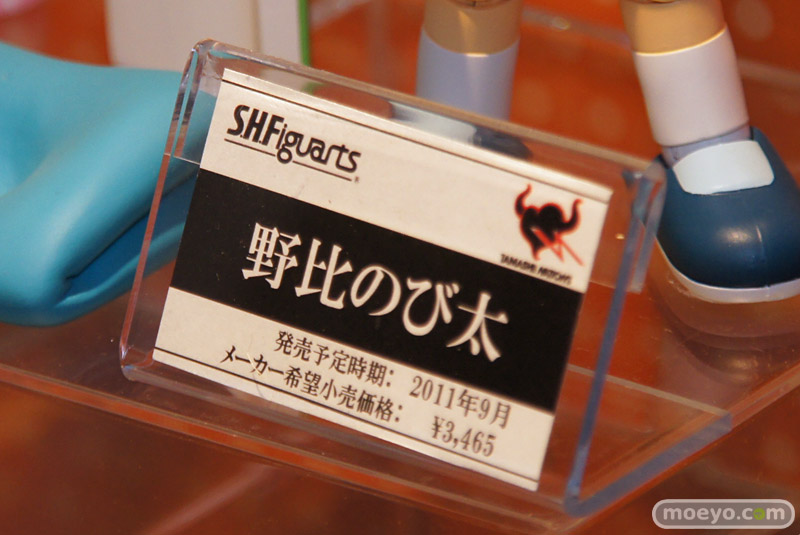 S.H.Figuarts
TAMASHII NATIONS
野比のび太
発売予定時期: 2011年9月
メーカー希望小売価格: ¥3,465
moeyo.com